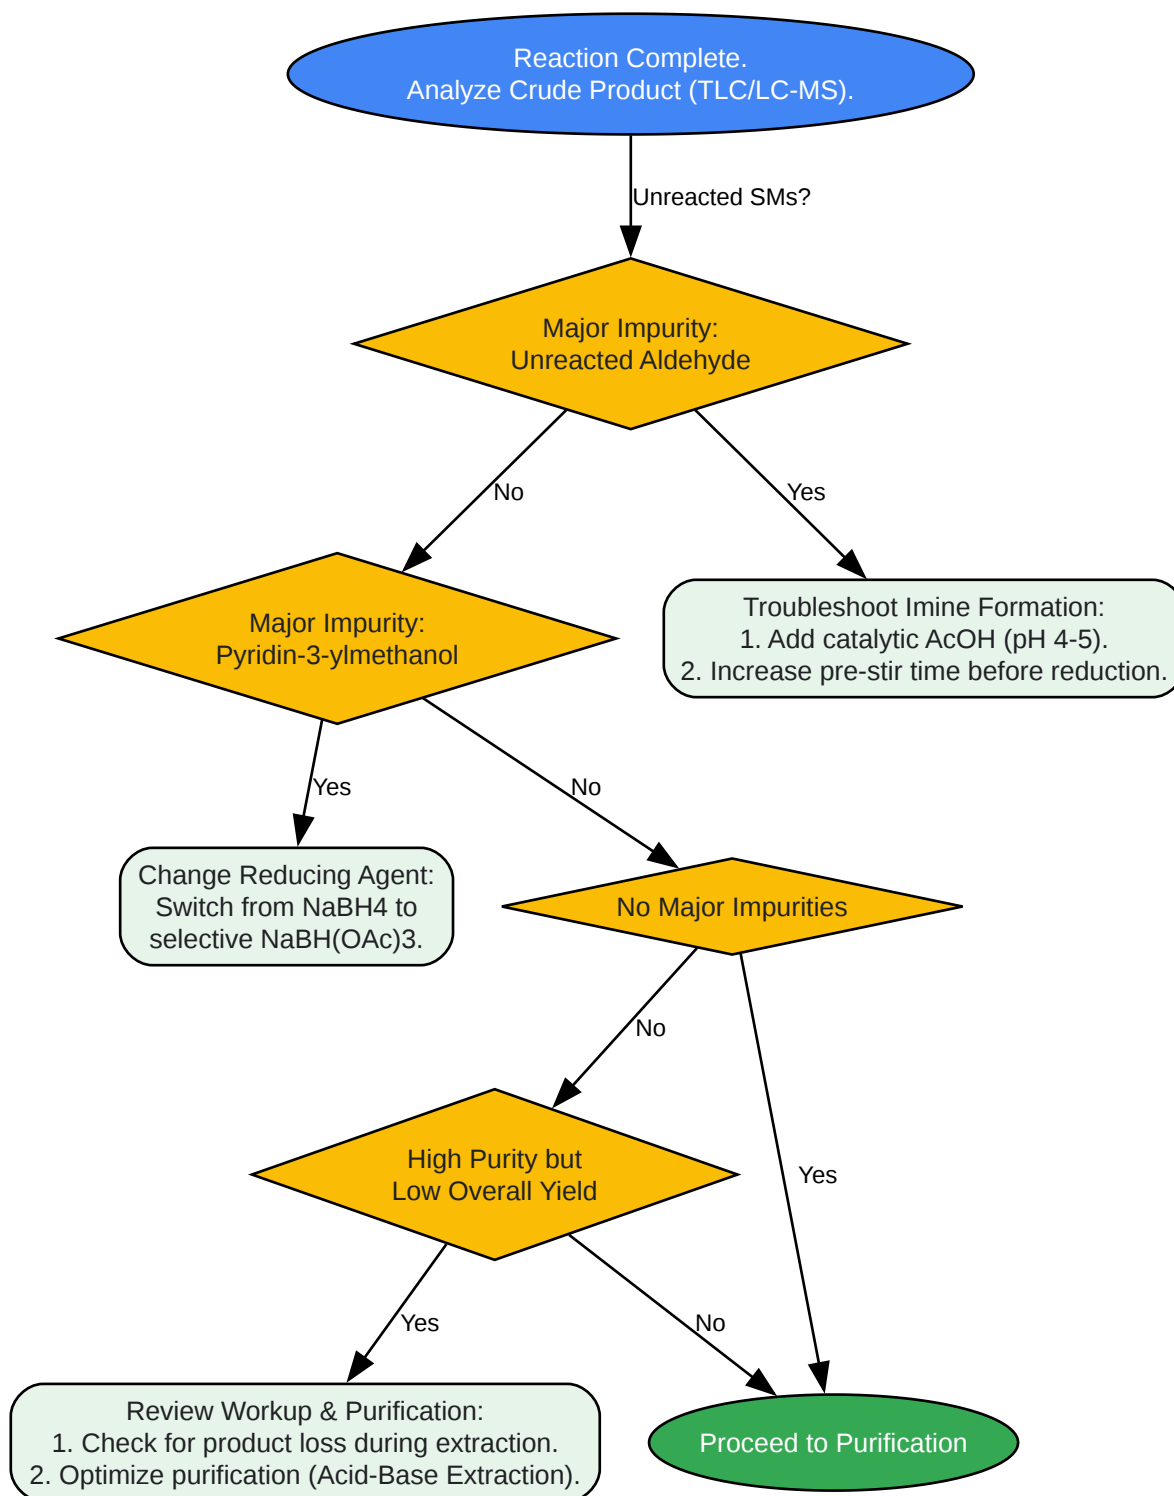 Reaction Complete.
Analyze Crude Product (TLC/LC-MS).
Unreacted SMs?
Major Impurity:
Unreacted Aldehyde
No
Yes
Major Impurity:
Pyridin-3-ylmethanol
Troubleshoot Imine Formation:
1. Add catalytic AcOH (pH 4-5).
2. Increase pre-stir time before reduction.
Yes
No
Change Reducing Agent:
Switch from NaBH4 to
selective NaBH(OAc)3.
No Major Impurities
No
Yes
High Purity but
Low Overall Yield
Yes
No
Review Workup & Purification:
1. Check for product loss during extraction.
2. Optimize purification (Acid-Base Extraction).
Proceed to Purification